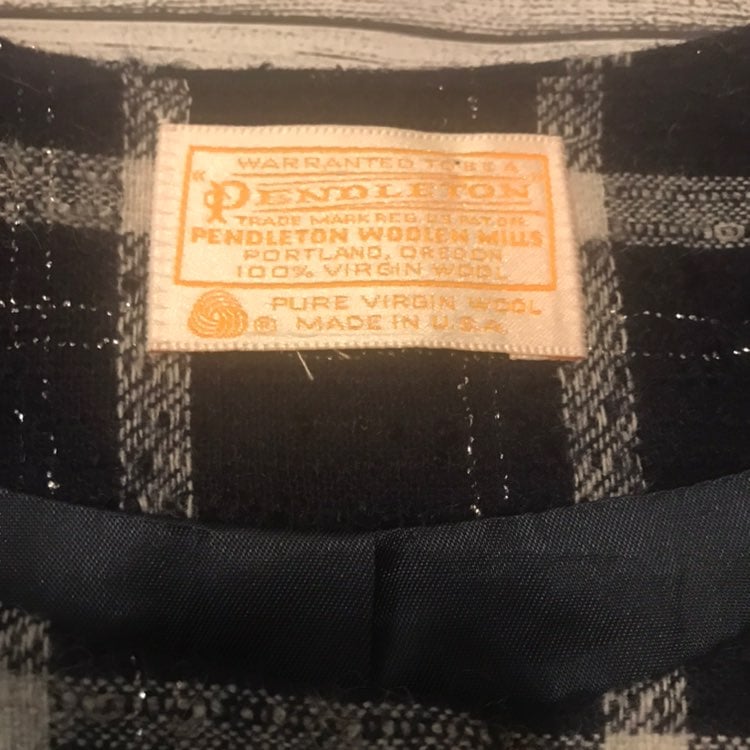 WARRANTED TO BE A
"PENDLETON"
TRADE MARK REG. U.S. PAT. OFF.
PENDLETON WOOLEN MILLS
PORTLAND, OREGON
100% VIRGIN WOOL
PURE VIRGIN WOOL
® MADE IN U.S.A.